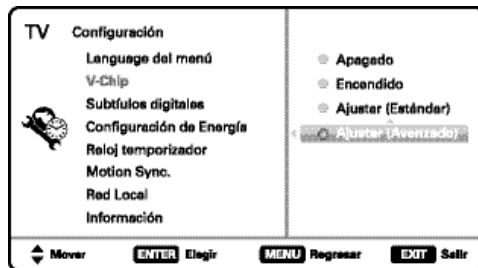 TV Configuración
Language del menú
V-Chip
Subtítulos digitales
Configuración de Energía
Reloj temporizador
Motion Sync.
Red Local
Información
Apagado
Encendido
Ajustar (Estándar)
Ajustar (Avanzado)
Mover ENTER Elegir MENU Regresar EXIT Salir